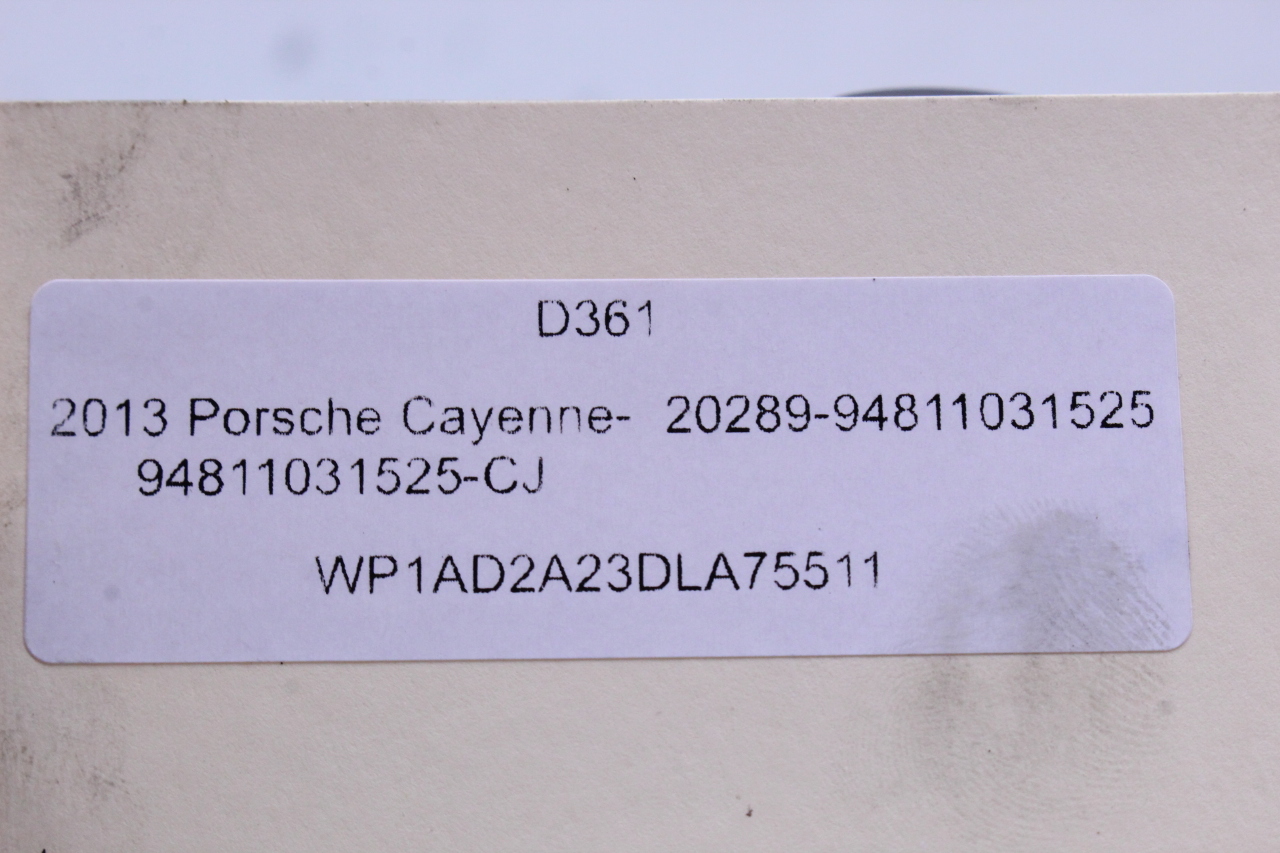 D361
2013 Porsche Cayenne- 20289-94811031525
94811031525-CJ
WP1AD2A23DLA75511